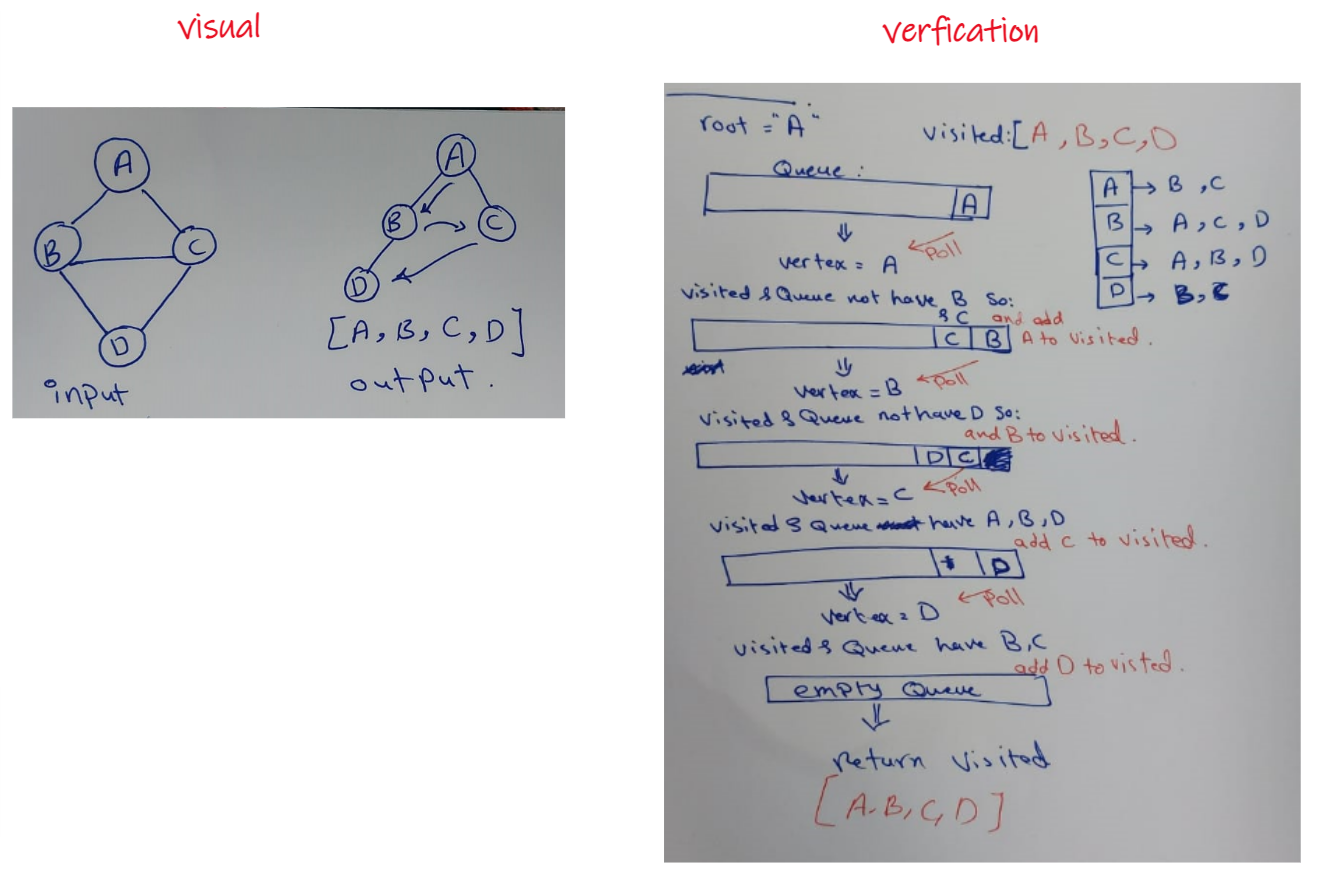 visual
A
B
C
D
input
A
B
C
D
[A, B, C, D]
output.
verfication
root = "A"
visited:[A, B, C, D
Queue :
A
A → B, C
B → A, C, D
C → A, B, D
D → B, C
Poll
vertex = A
visited & Queue not have B So:
& C and add
C B A to visited.
Poll
vertex = B
visited & Queue not have D So:
and B to visited.
D C
Poll
vertex = C
visited & Queue have A, B, D
add C to visited.
D
Poll
vertex = D
visited & Queue have B, C
add D to visted.
empty Queue
return visited
[A, B, C, D]